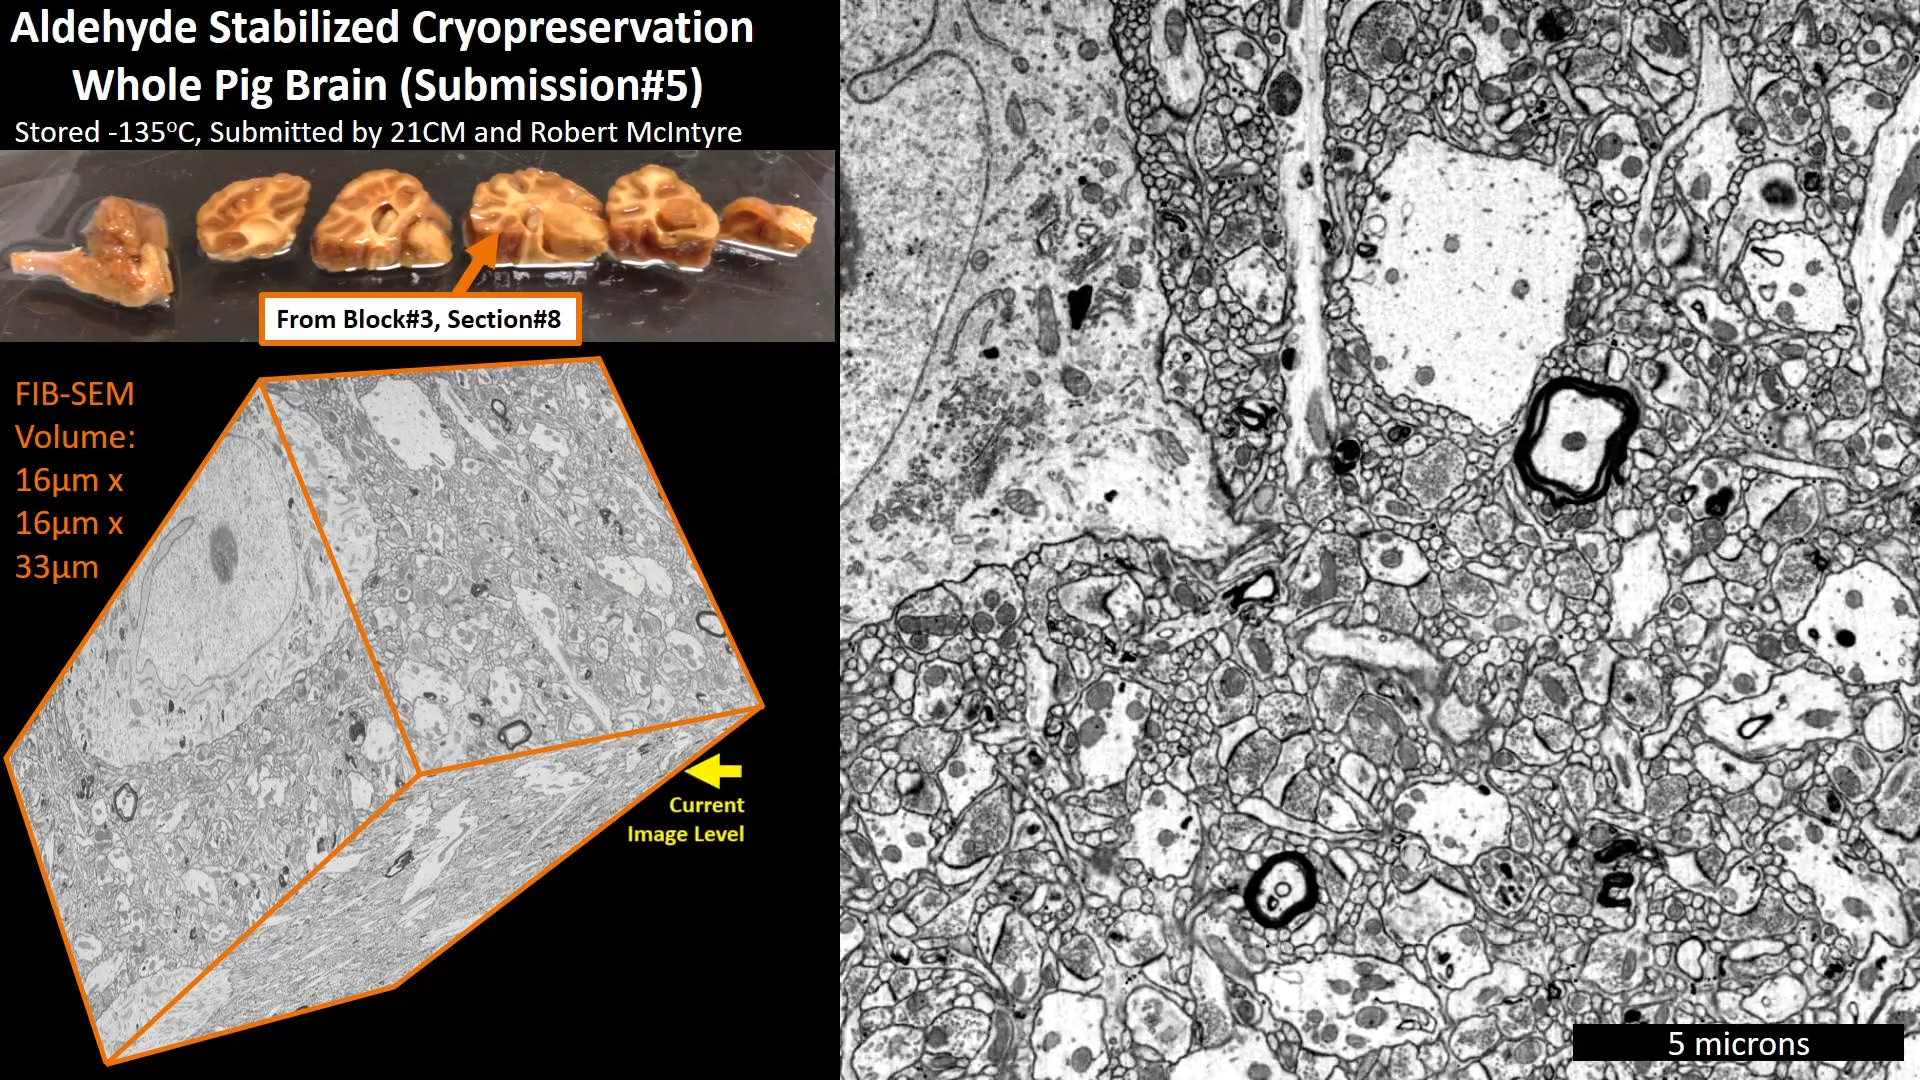 Aldehyde Stabilized Cryopreservation
Whole Pig Brain (Submission#5)
Stored -135ºC, Submitted by 21CM and Robert McIntyre
From Block#3, Section#8
FIB-SEM
Volume:
16µm x
16µm x
33µm
Current
Image Level
5 microns